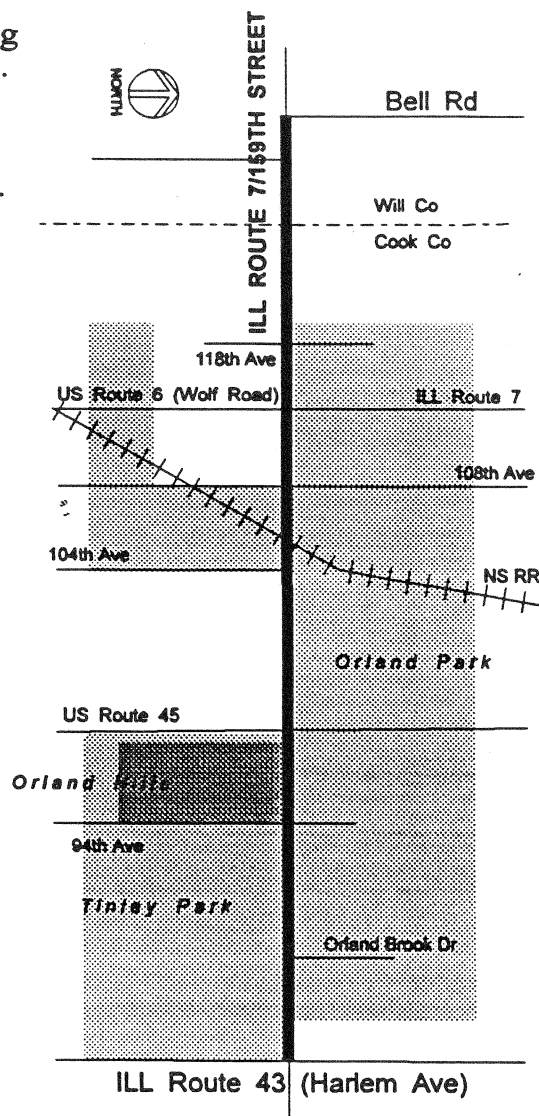 g
NORTH
ILL ROUTE 7/159TH STREET
Bell Rd
Will Co
Cook Co
118th Ave
US Route 6 (Wolf Road)
ILL Route 7
108th Ave
104th Ave
NS RR
Orland Park
US Route 45
Orland Hills
94th Ave
Tinley Park
Orland Brook Dr
ILL Route 43 (Harlem Ave)